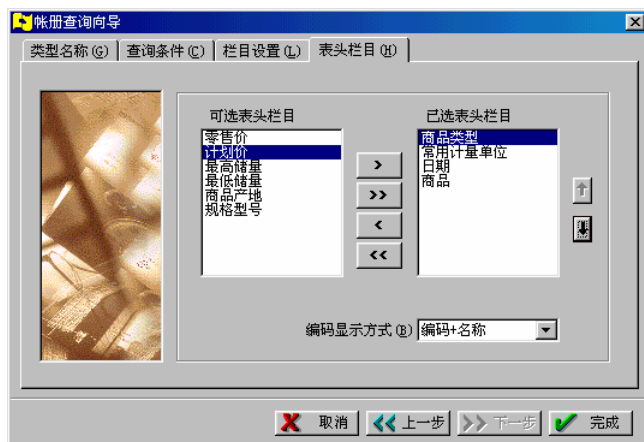 帐册查询向导
类型名称(G) 查询条件(C) 栏目设置(L) 表头栏目(H)
可选表头栏目
零售价
计划价
最高储量
最低储量
商品产地
规格型号
>
>>
<
<<
已选表头栏目
商品类型
常用计量单位
日期
商品
编码显示方式(B) 编码+名称
取消 上一步 下一步 完成